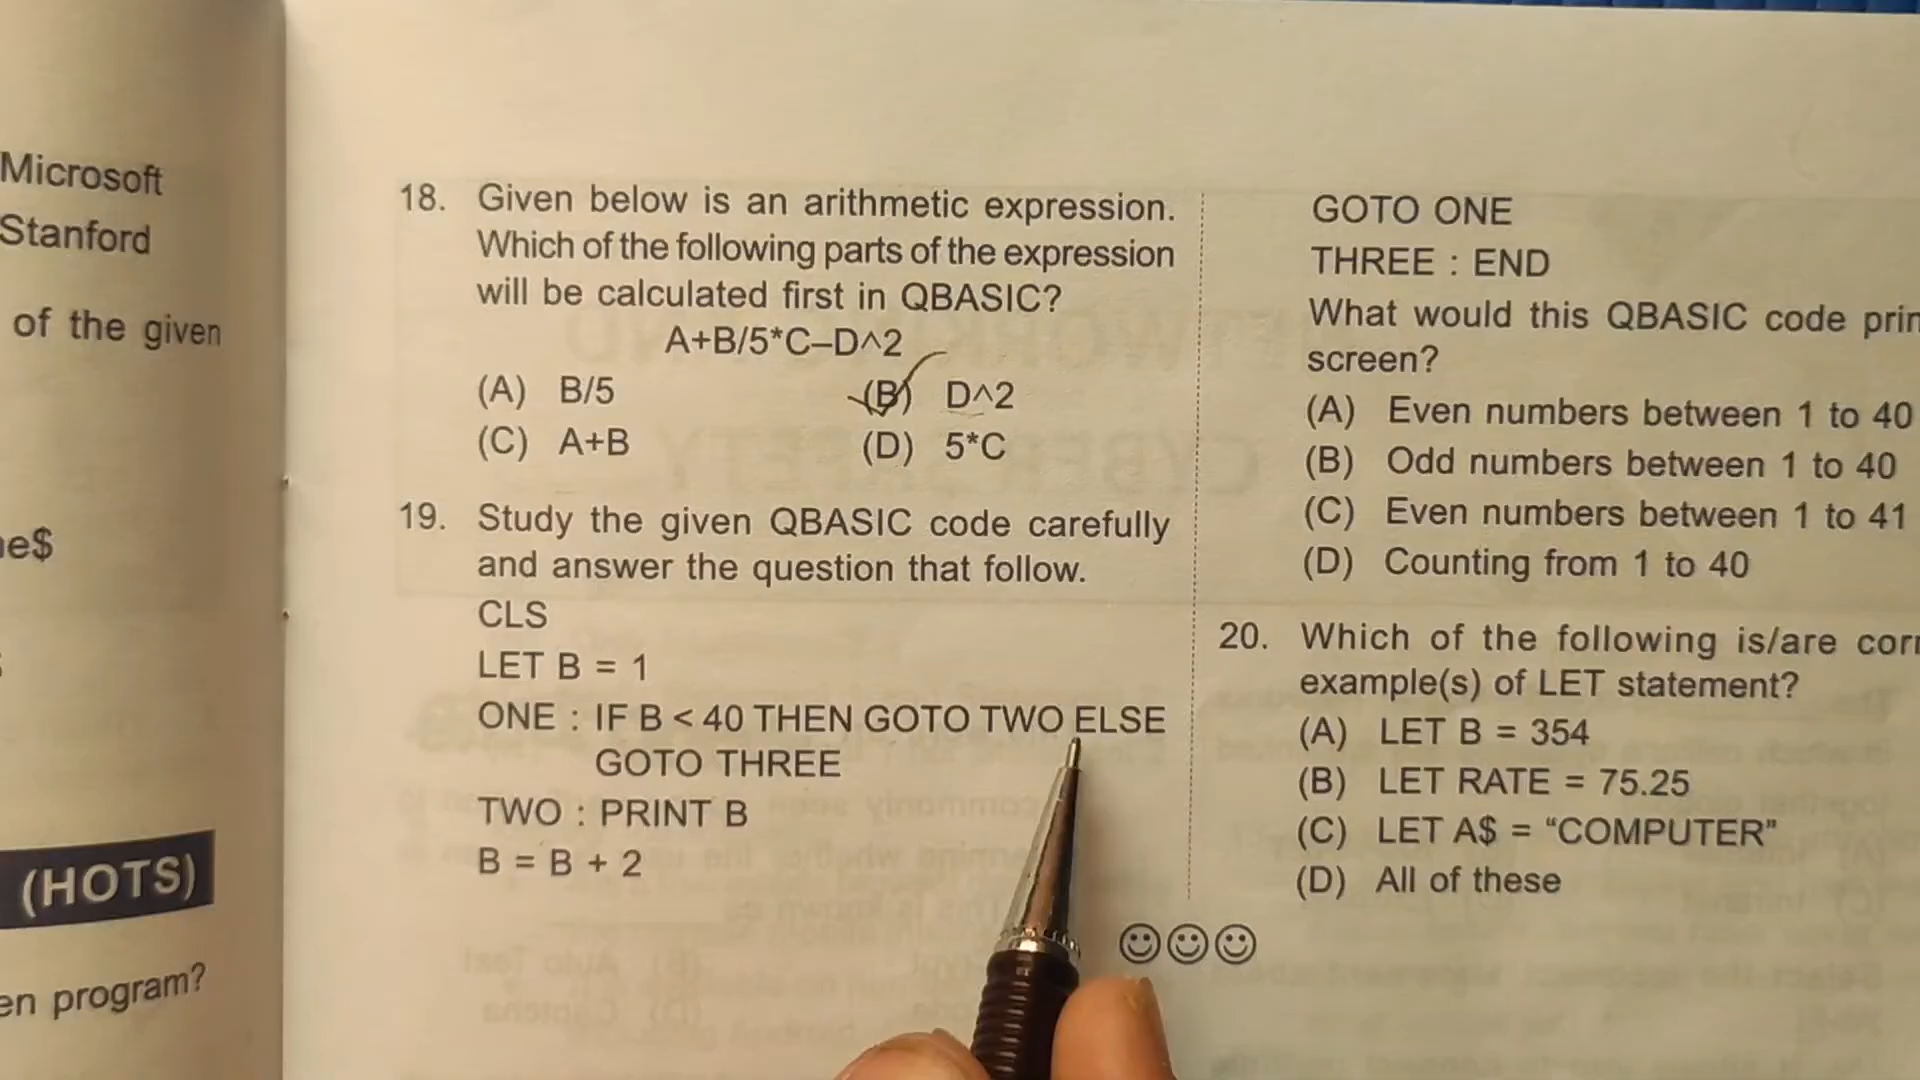 Microsoft
Stanford
of the given
e$
(HOTS)
en program?
18. Given below is an arithmetic expression.
Which of the following parts of the expression
will be calculated first in QBASIC?
A+B/5*C–D^2
(A) B/5 (B) D^2
(C) A+B (D) 5*C
19. Study the given QBASIC code carefully
and answer the question that follow.
CLS
LET B = 1
ONE : IF B < 40 THEN GOTO TWO ELSE
GOTO THREE
TWO : PRINT B
B = B + 2
GOTO ONE
THREE : END
What would this QBASIC code prin
screen?
(A) Even numbers between 1 to 40
(B) Odd numbers between 1 to 40
(C) Even numbers between 1 to 41
(D) Counting from 1 to 40
20. Which of the following is/are corr
example(s) of LET statement?
(A) LET B = 354
(B) LET RATE = 75.25
(C) LET A$ = “COMPUTER”
(D) All of these